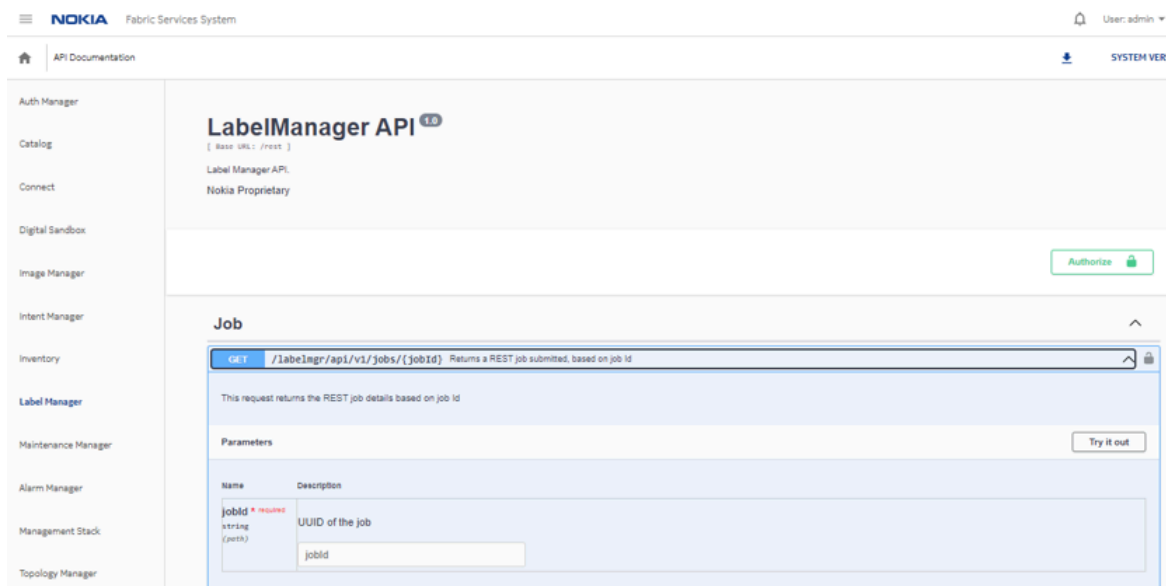 NOKIA Fabric Services System User: admin
API Documentation SYSTEM VER
Auth Manager
Catalog
Connect
Digital Sandbox
Image Manager
Intent Manager
Inventory
Label Manager
Maintenance Manager
Alarm Manager
Management Stack
Topology Manager
LabelManager API 1.0
[ Base URL: /rest ]
Label Manager API.
Nokia Proprietary
Authorize
Job
GET /labelmgr/api/v1/jobs/{jobId} Returns a REST job submitted, based on job Id
This request returns the REST job details based on job Id
Parameters Try it out
Name Description
jobId * required
string
(path)
UUID of the job
jobId